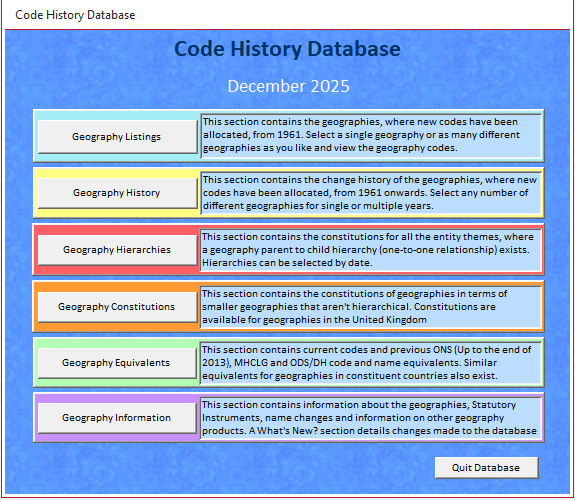 Code History Database
Code History Database
December 2025
Geography Listings
This section contains the geographies, where new codes have been
allocated, from 1961. Select a single geography or as many different
geographies as you like and view the geography codes.
Geography History
This section contains the change history of the geographies, where new
codes have been allocated, from 1961 onwards. Select any number of
different geographies for single or multiple years.
Geography Hierarchies
This section contains the constitutions for all the entity themes, where
a geography parent to child hierarchy (one-to-one relationship) exists.
Hierarchies can be selected by date.
Geography Constitutions
This section contains the constitutions of geographies in terms of
smaller geographies that aren't hierarchical. Constitutions are
available for geographies in the United Kingdom
Geography Equivalents
This section contains current codes and previous ONS (Up to the end of
2013), MHCLG and ODS/DH code and name equivalents. Similar
equivalents for geographies in constituent countries also exist.
Geography Information
This section contains information about the geographies, Statutory
Instruments, name changes and information on other geography
products. A What's New? section details changes made to the database
Quit Database